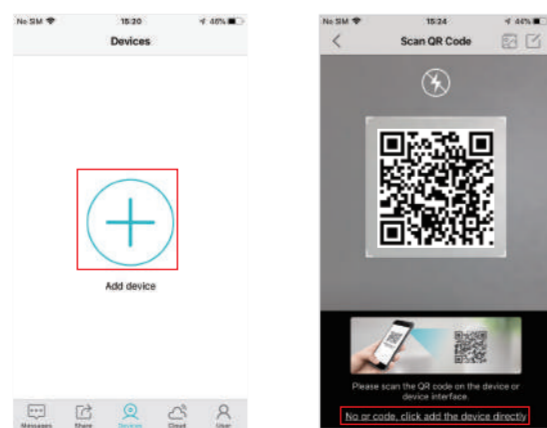 No SIM 15:20 46%
Devices
Add device
Messages Share Devices Cloud User
No SIM 15:24 44%
Scan QR Code
Please scan the QR code on the device or
device interface.
No qr code, click add the device directly